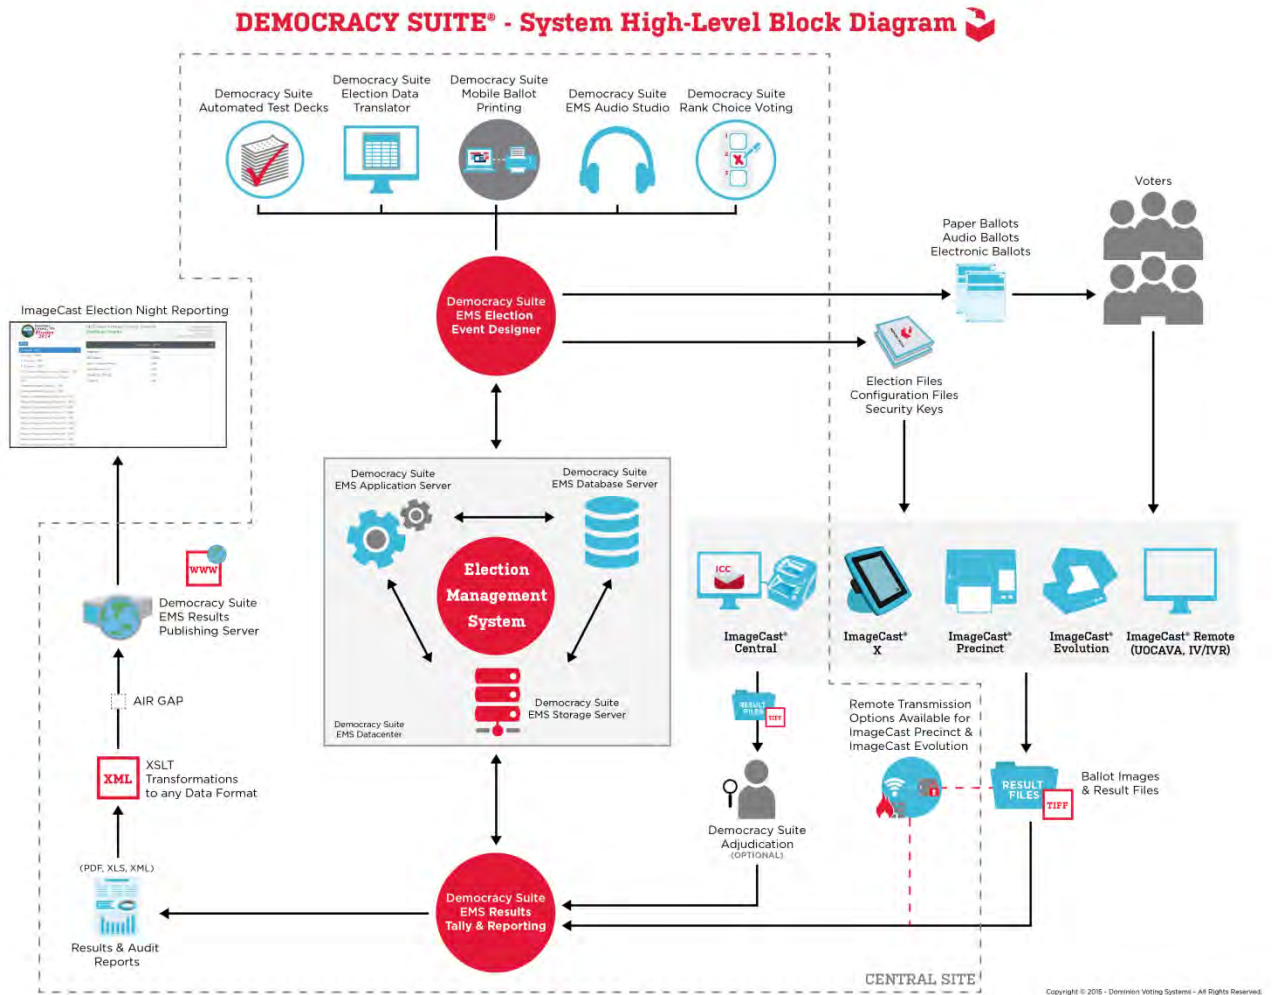 DEMOCRACY SUITE® - System High-Level Block Diagram
Democracy Suite
Automated Test Decks
Democracy Suite
Election Data
Translator
Democracy Suite
Mobile Ballot
Printing
Democracy Suite
EMS Audio Studio
Democracy Suite
Rank Choice Voting
1
2
X
3
Voters
Paper Ballots
Audio Ballots
Electronic Ballots
Democracy Suite
EMS Election
Event Designer
ImageCast Election Night Reporting
Election Files
Configuration Files
Security Keys
Democracy Suite
EMS Application Server
Democracy Suite
EMS Database Server
Election
Management
System
Democracy Suite
EMS Storage Server
Democracy Suite
EMS Datacenter
WWW
Democracy Suite
EMS Results
Publishing Server
AIR GAP
XML
XSLT
Transformations
to any Data Format
(PDF, XLS, XML)
Results & Audit
Reports
ICC
ImageCast®
Central
ImageCast®
X
ImageCast®
Precinct
ImageCast®
Evolution
ImageCast® Remote
(UOCAVA, IV/IVR)
RESULT
FILES
TIFF
Remote Transmission
Options Available for
ImageCast Precinct &
ImageCast Evolution
RESULT
FILES
TIFF
Ballot Images
& Result Files
Democracy Suite
Adjudication
(OPTIONAL)
Democracy Suite
EMS Results
Tally & Reporting
CENTRAL SITE
Copyright © 2015 - Dominion Voting Systems - All Rights Reserved.